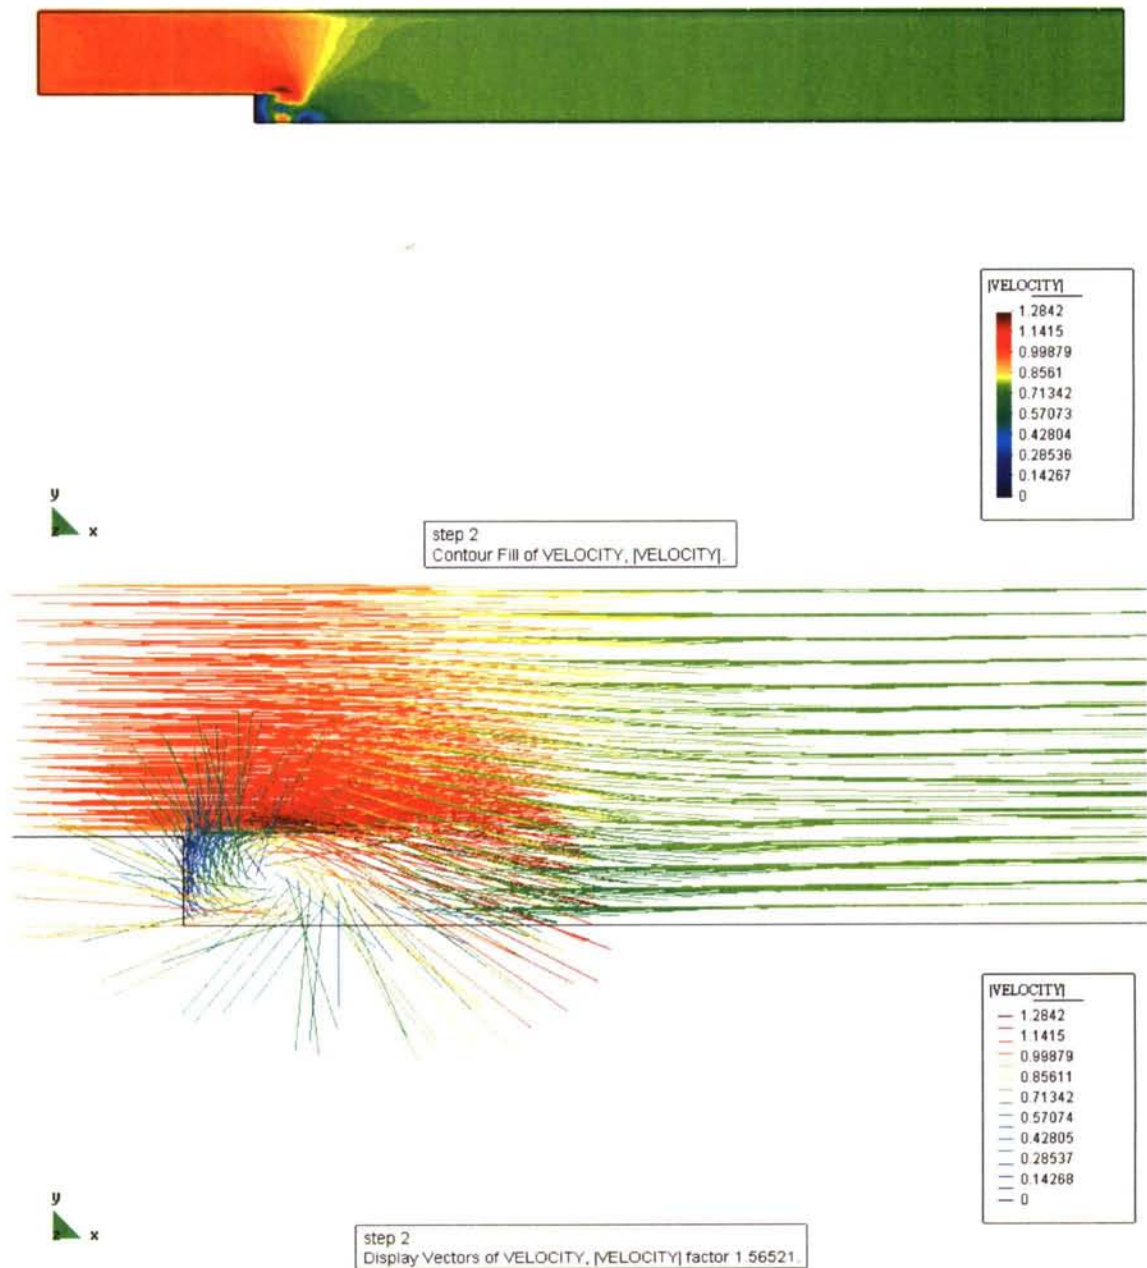 |VELOCITY|
1.2842
1.1415
0.99879
0.8561
0.71342
0.57073
0.42804
0.28536
0.14267
0
y
z x
step 2
Contour Fill of VELOCITY, |VELOCITY|.
|VELOCITY|
1.2842
1.1415
0.99879
0.85611
0.71342
0.57074
0.42805
0.28537
0.14268
0
y
z x
step 2
Display Vectors of VELOCITY, |VELOCITY| factor 1.56521.